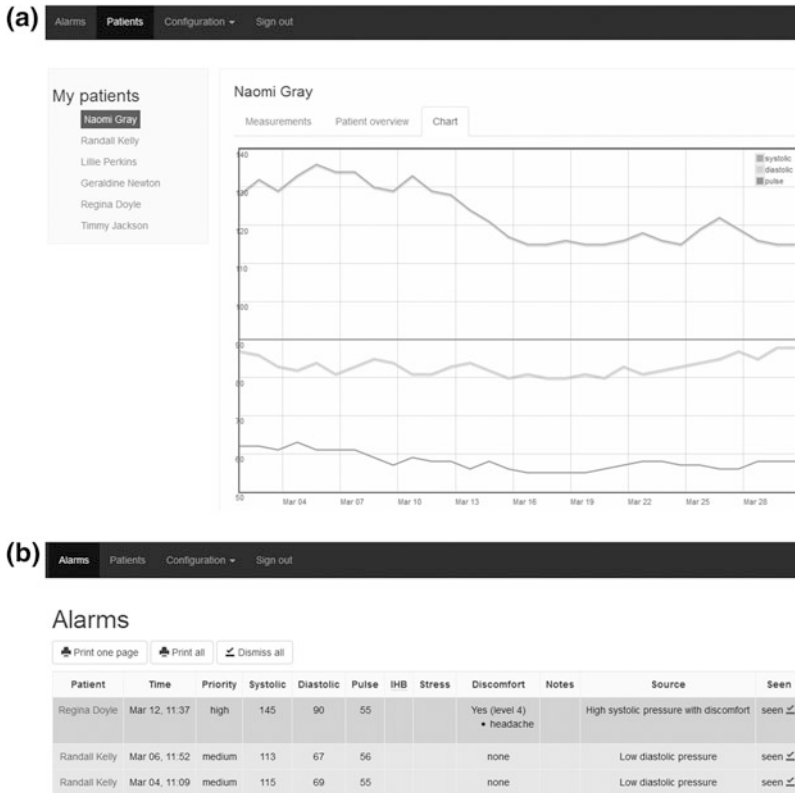 (a)
Alarms Patients Configuration Sign out
My patients
Naomi Gray
Randall Kelly
Lillie Perkins
Geraldine Newton
Regina Doyle
Timmy Jackson
Naomi Gray
Measurements Patient overview Chart
systolic
diastolic
pulse
140
130
120
110
100
90
80
70
60
50
Mar 04 Mar 07 Mar 10 Mar 13 Mar 16 Mar 19 Mar 22 Mar 25 Mar 28
(b)
Alarms Patients Configuration Sign out
Alarms
Print one page Print all Dismiss all
Patient Time Priority Systolic Diastolic Pulse IHB Stress Discomfort Notes Source Seen
Regina Doyle Mar 12, 11:37 high 145 90 55 Yes (level 4) High systolic pressure with discomfort seen
• headache
Randall Kelly Mar 06, 11:52 medium 113 67 56 none Low diastolic pressure seen
Randall Kelly Mar 04, 11:09 medium 115 69 55 none Low diastolic pressure seen